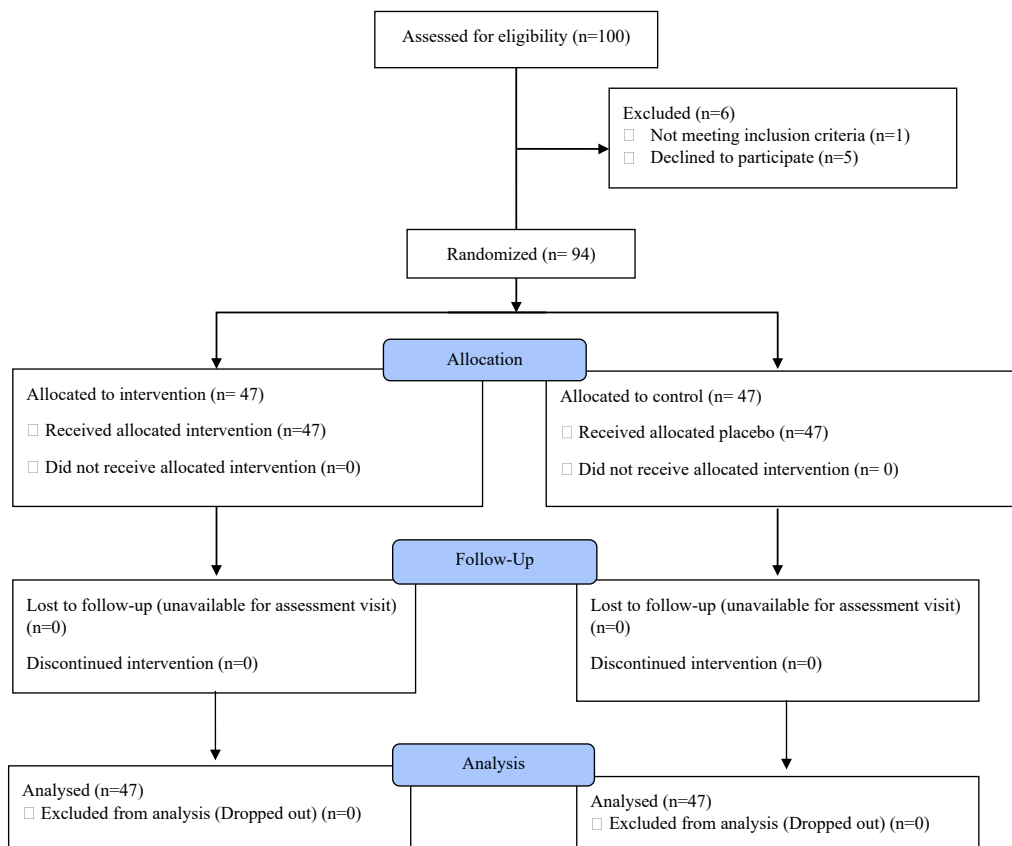 Assessed for eligibility (n=100)
Excluded (n=6)
Not meeting inclusion criteria (n=1)
Declined to participate (n=5)
Randomized (n= 94)
Allocation
Allocated to intervention (n= 47)
Received allocated intervention (n=47)
Did not receive allocated intervention (n=0)
Allocated to control (n= 47)
Received allocated placebo (n=47)
Did not receive allocated intervention (n= 0)
Follow-Up
Lost to follow-up (unavailable for assessment visit)
(n=0)
Discontinued intervention (n=0)
Lost to follow-up (unavailable for assessment visit)
(n=0)
Discontinued intervention (n=0)
Analysis
Analysed (n=47)
Excluded from analysis (Dropped out) (n=0)
Analysed (n=47)
Excluded from analysis (Dropped out) (n=0)